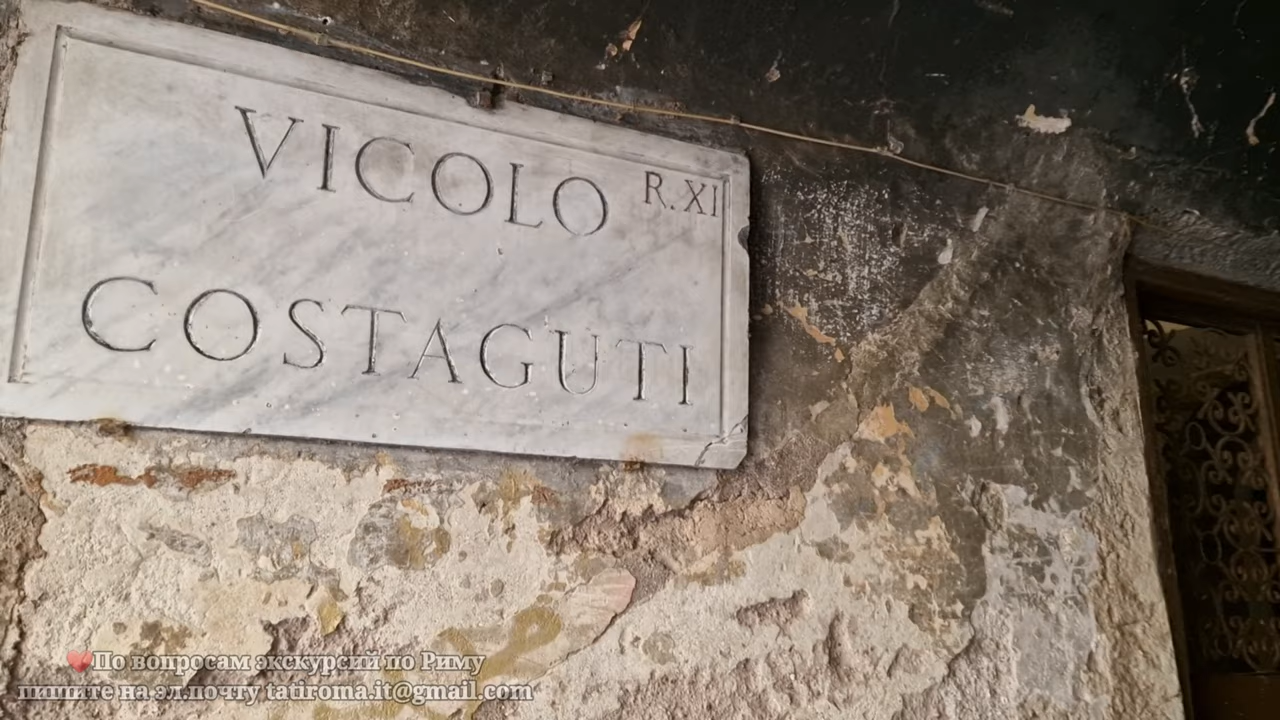 VICOLO R.XI
COSTAGUTI
❤️По вопросам экскурсий по Риму
пишите на эл.почту tatiroma.it@gmail.com